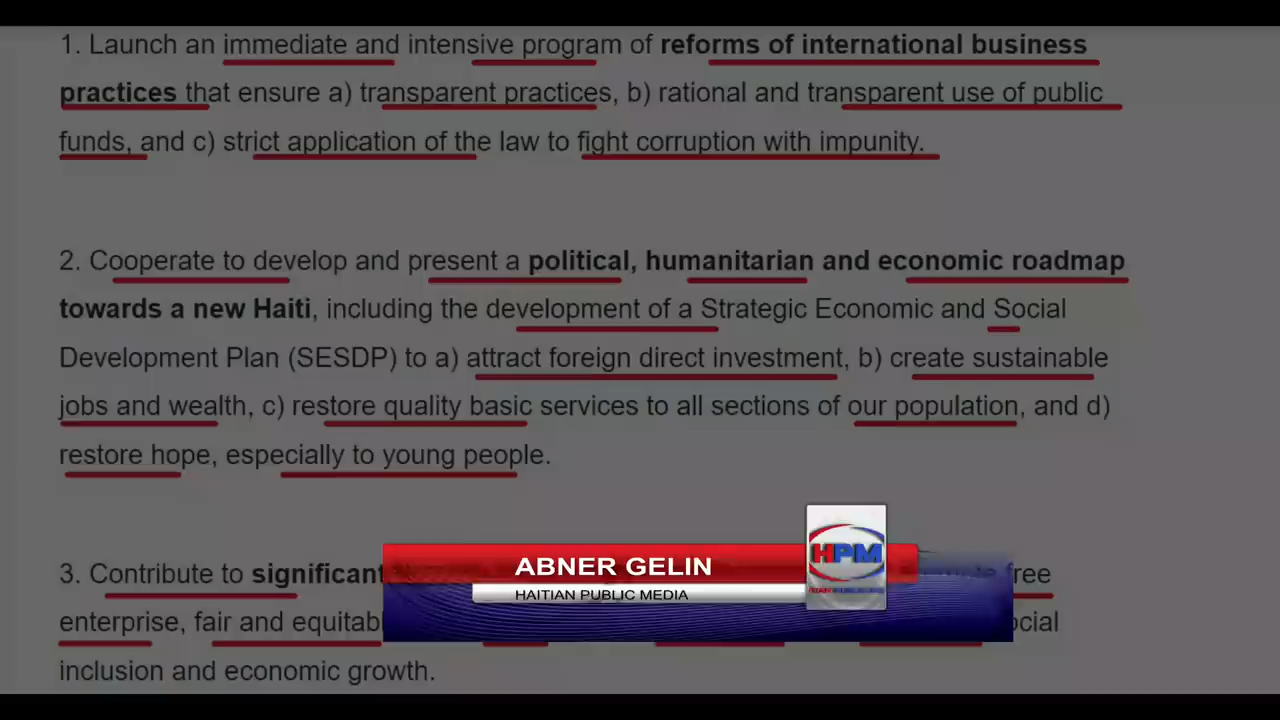 1. Launch an immediate and intensive program of reforms of international business
practices that ensure a) transparent practices, b) rational and transparent use of public
funds, and c) strict application of the law to fight corruption with impunity.
2. Cooperate to develop and present a political, humanitarian and economic roadmap
towards a new Haiti, including the development of a Strategic Economic and Social
Development Plan (SESDP) to a) attract foreign direct investment, b) create sustainable
jobs and wealth, c) restore quality basic services to all sections of our population, and d)
restore hope, especially to young people.
3. Contribute to significant free
enterprise, fair and
inclusion and economic growth.
ABNER GELIN
HAITIAN PUBLIC MEDIA
HPM